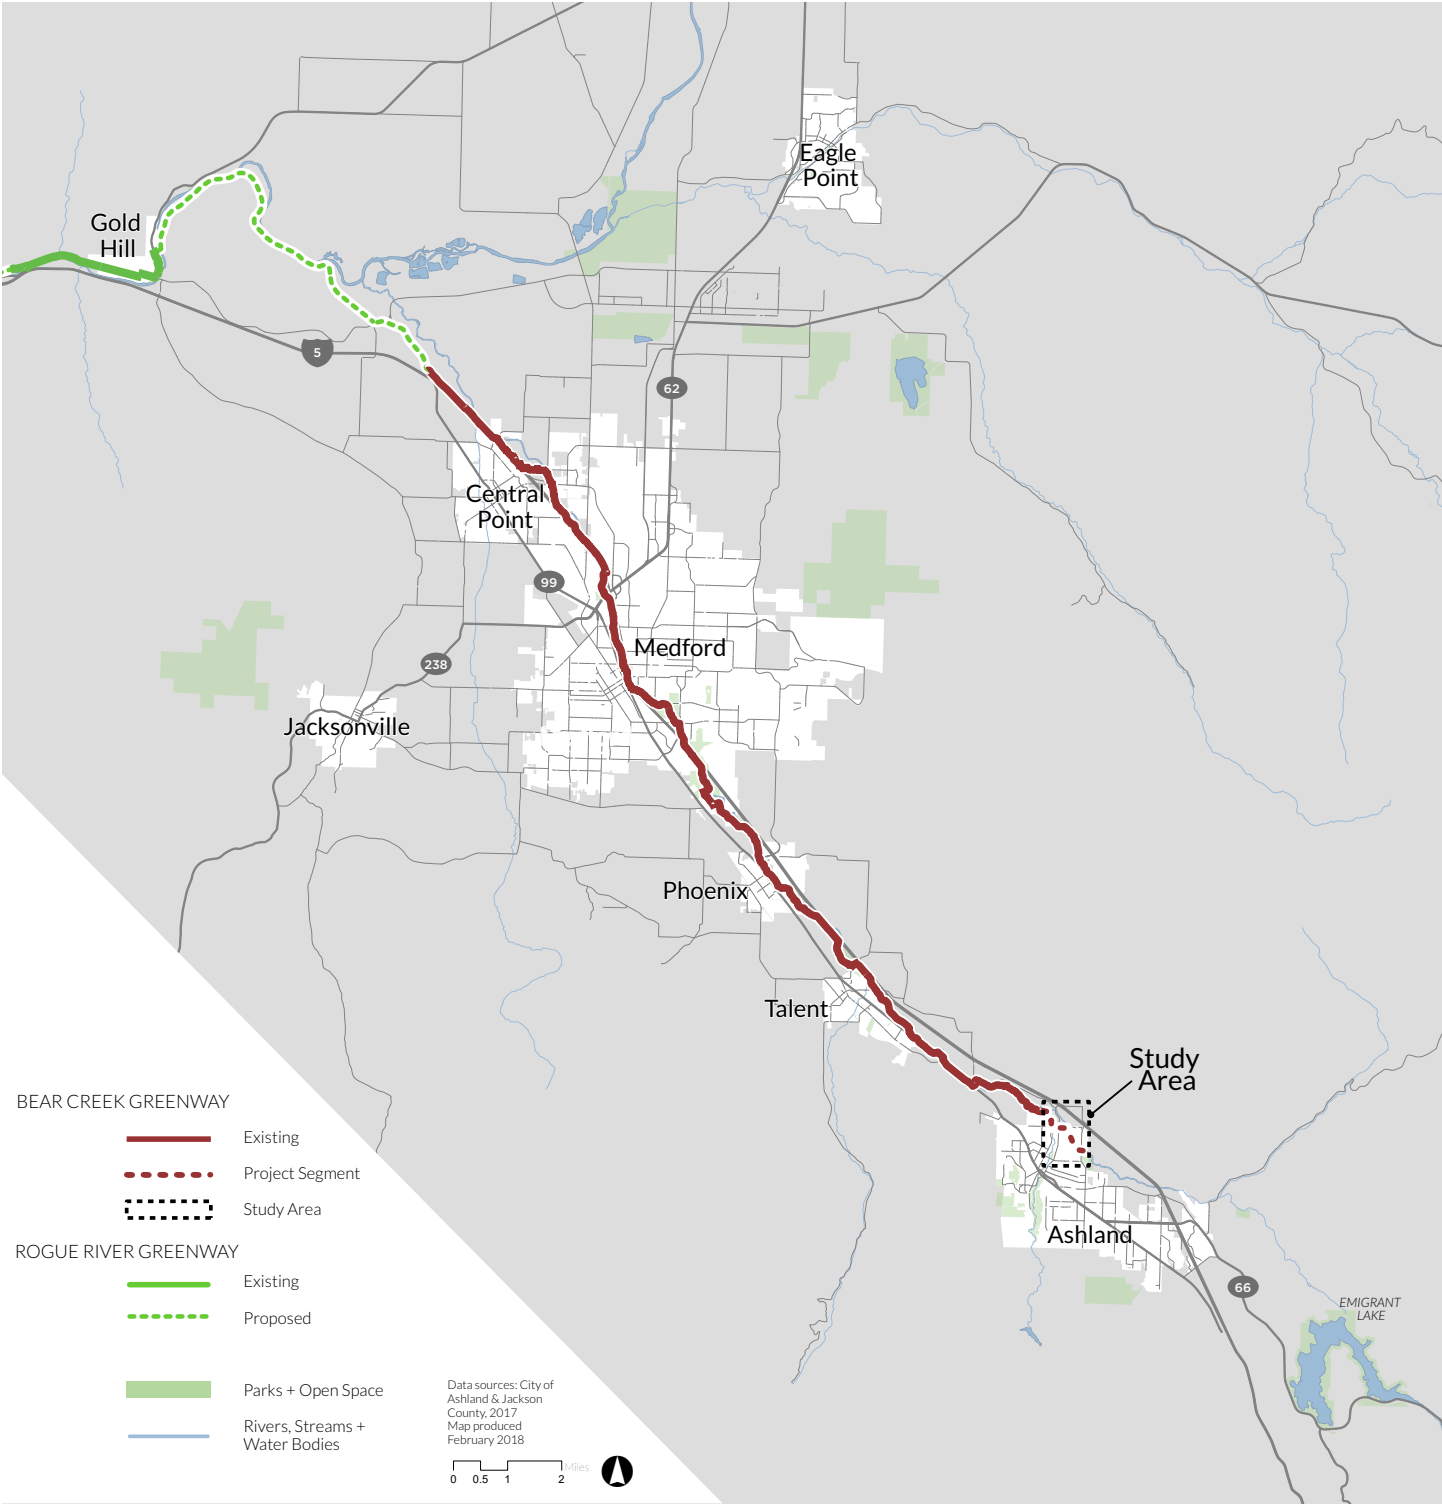 Eagle
Point
Gold
Hill
5
62
Central
Point
99
Medford
238
Jacksonville
Phoenix
Talent
Study
Area
Ashland
66
EMIGRANT
LAKE
BEAR CREEK GREENWAY
Existing
Project Segment
Study Area
ROGUE RIVER GREENWAY
Existing
Proposed
Parks + Open Space
Rivers, Streams +
Water Bodies
Data sources: City of
Ashland & Jackson
County, 2017
Map produced
February 2018
Miles
0 0.5 1 2